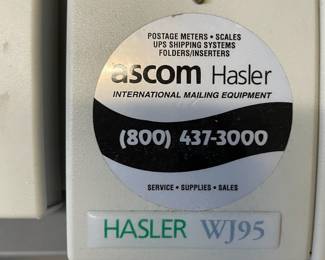 POSTAGE METERS • SCALES
UPS SHIPPING SYSTEMS
FOLDERS/INSERTERS
ascom Hasler
INTERNATIONAL MAILING EQUIPMENT
(800) 437-3000
SERVICE • SUPPLIES • SALES
HASLER WJ95